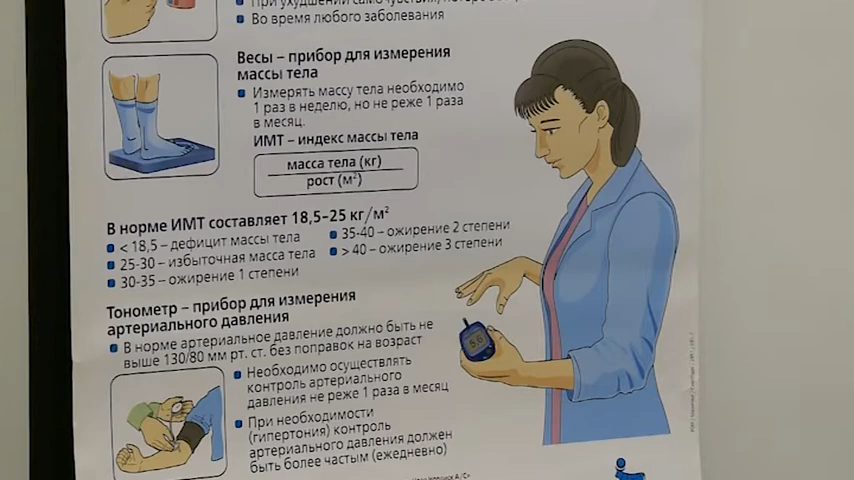 При ухудшении самочувствия,
Во время любого заболевания
Весы – прибор для измерения
массы тела
Измерять массу тела необходимо
1 раз в неделю, но не реже 1 раза
в месяц.
ИМТ – индекс массы тела
масса тела (кг)
рост (м²)
В норме ИМТ составляет 18,5–25 кг/м²
< 18,5 – дефицит массы тела
25-30 – избыточная масса тела
30-35 – ожирение 1 степени
35-40 – ожирение 2 степени
> 40 – ожирение 3 степени
Тонометр – прибор для измерения
артериального давления
В норме артериальное давление должно быть не
выше 130/80 мм рт. ст. без поправок на возраст
Необходимо осуществлять
контроль артериального
давления не реже 1 раза в месяц
При необходимости
(гипертония) контроль
артериального давления должен
быть более частым (ежедневно)
5.6